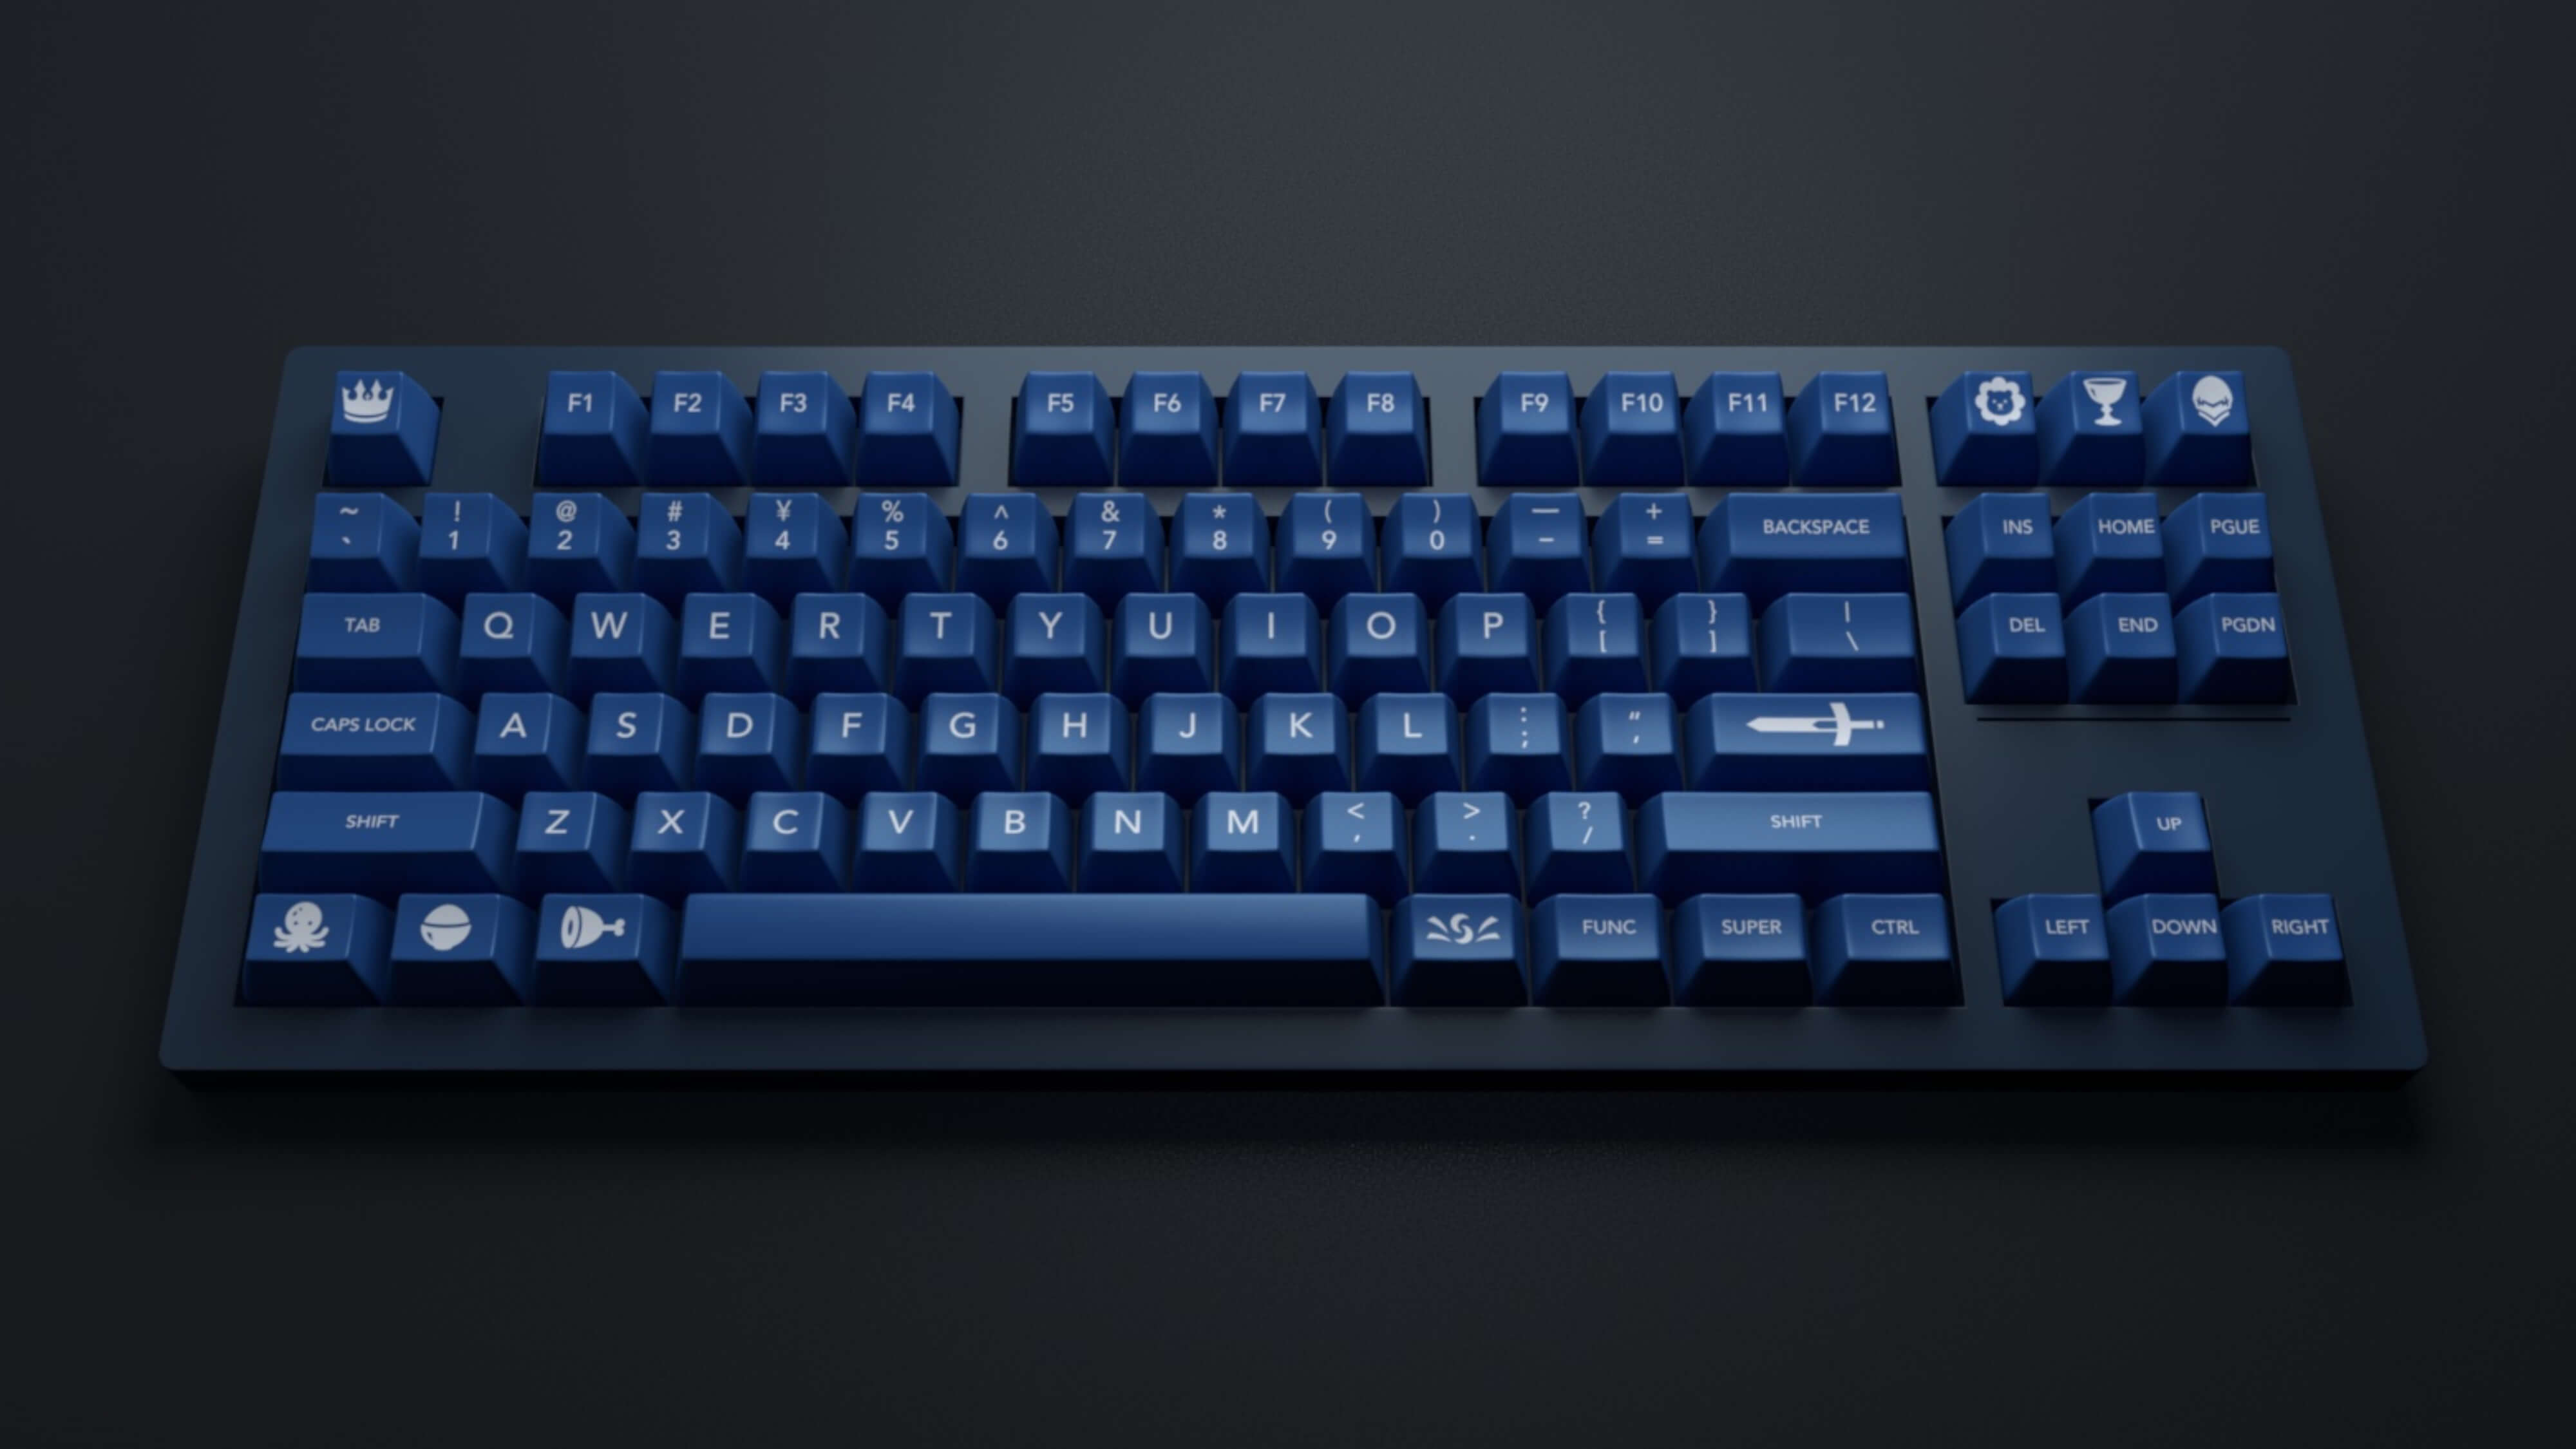 F1 F2 F3 F4 F5 F6 F7 F8 F9 F10 F11 F12
~ ! @ # ¥ % ^ & * ( ) — +
` 1 2 3 4 5 6 7 8 9 0 - = BACKSPACE INS HOME PGUE
TAB Q W E R T Y U I O P { } |
[ ] \ DEL END PGDN
CAPS LOCK A S D F G H J K L : “
; ‚
SHIFT Z X C V B N M < > ? SHIFT UP
, . /
FUNC SUPER CTRL LEFT DOWN RIGHT